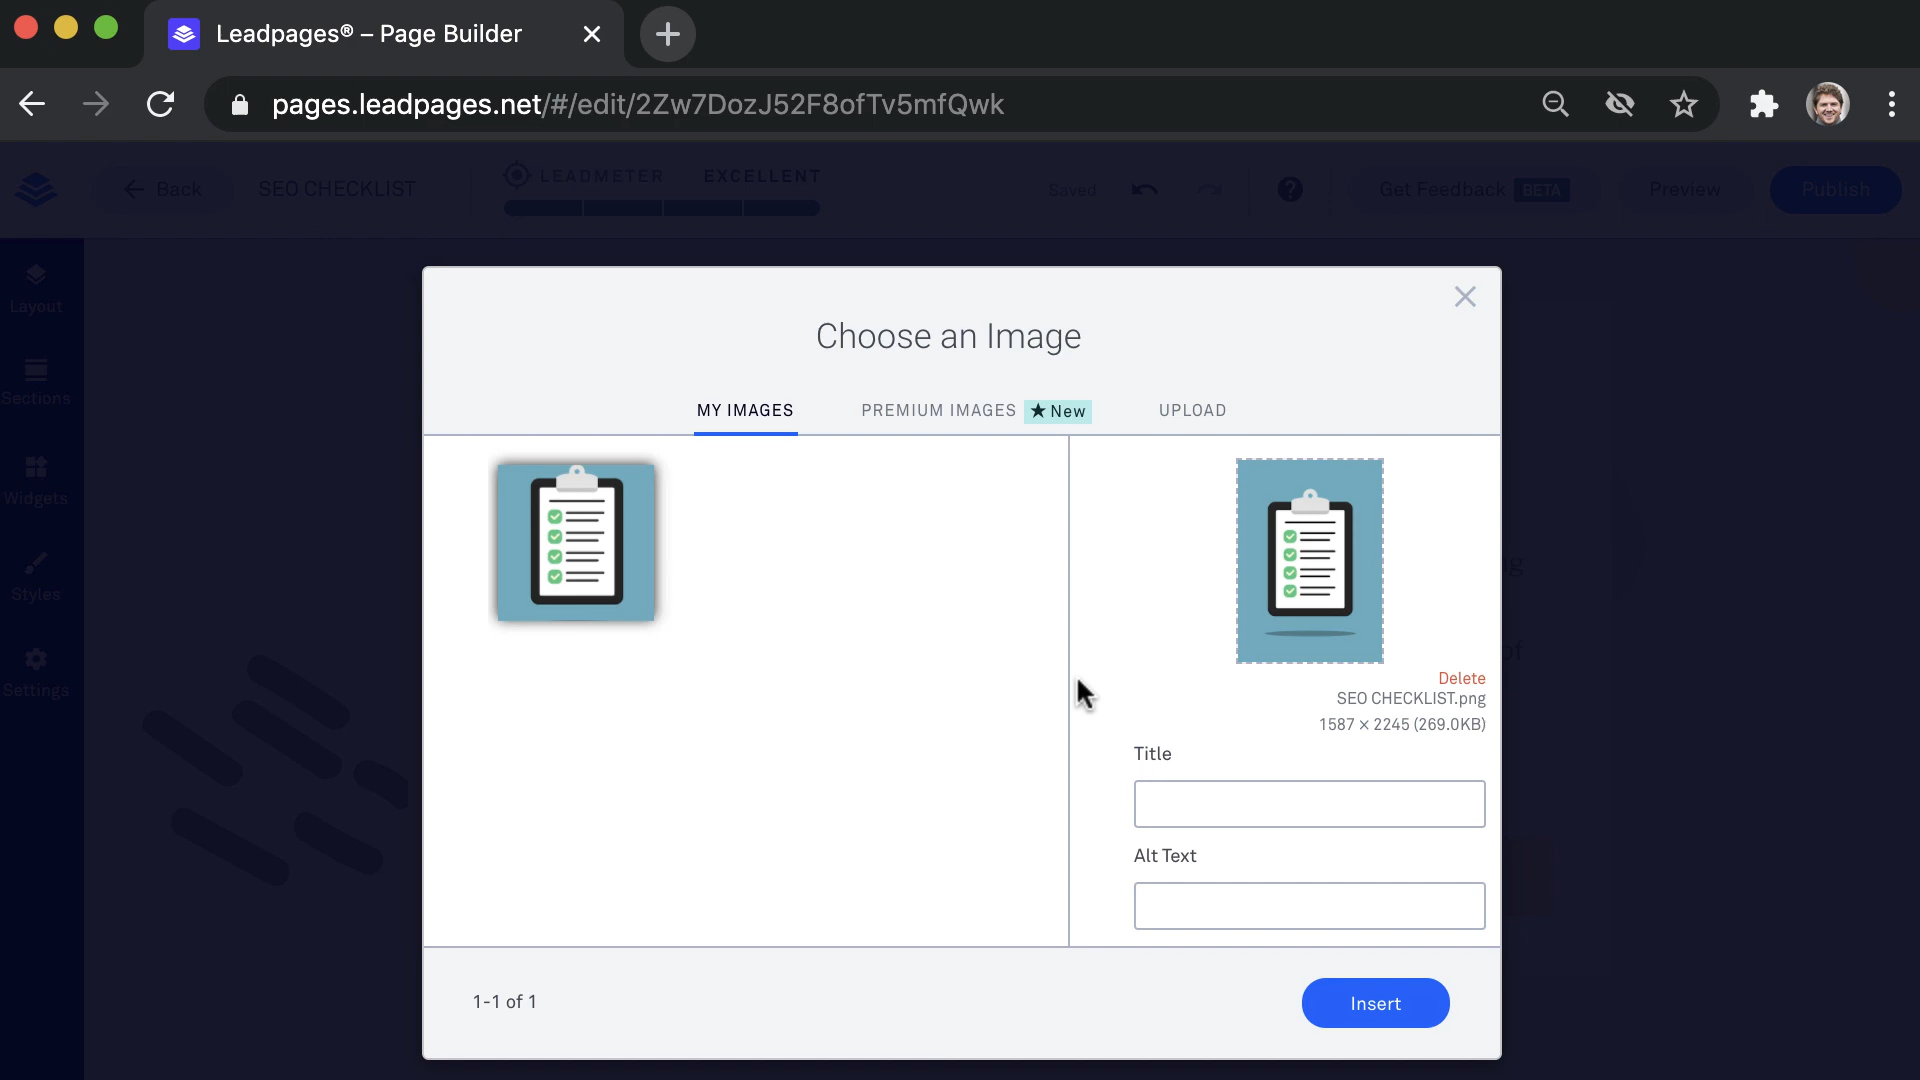 Leadpages® – Page Builder
pages.leadpages.net/#/edit/2Zw7DozJ52F8ofTv5mfQwk
Back
SEO CHECKLIST
LEADMETER EXCELLENT
Saved
Get Feedback BETA
Preview
Publish
Layout
Sections
Widgets
Styles
Settings
Choose an Image
MY IMAGES
PREMIUM IMAGES ★ New
UPLOAD
Delete
SEO CHECKLIST.png
1587 × 2245 (269.0KB)
Title
Alt Text
1-1 of 1
Insert